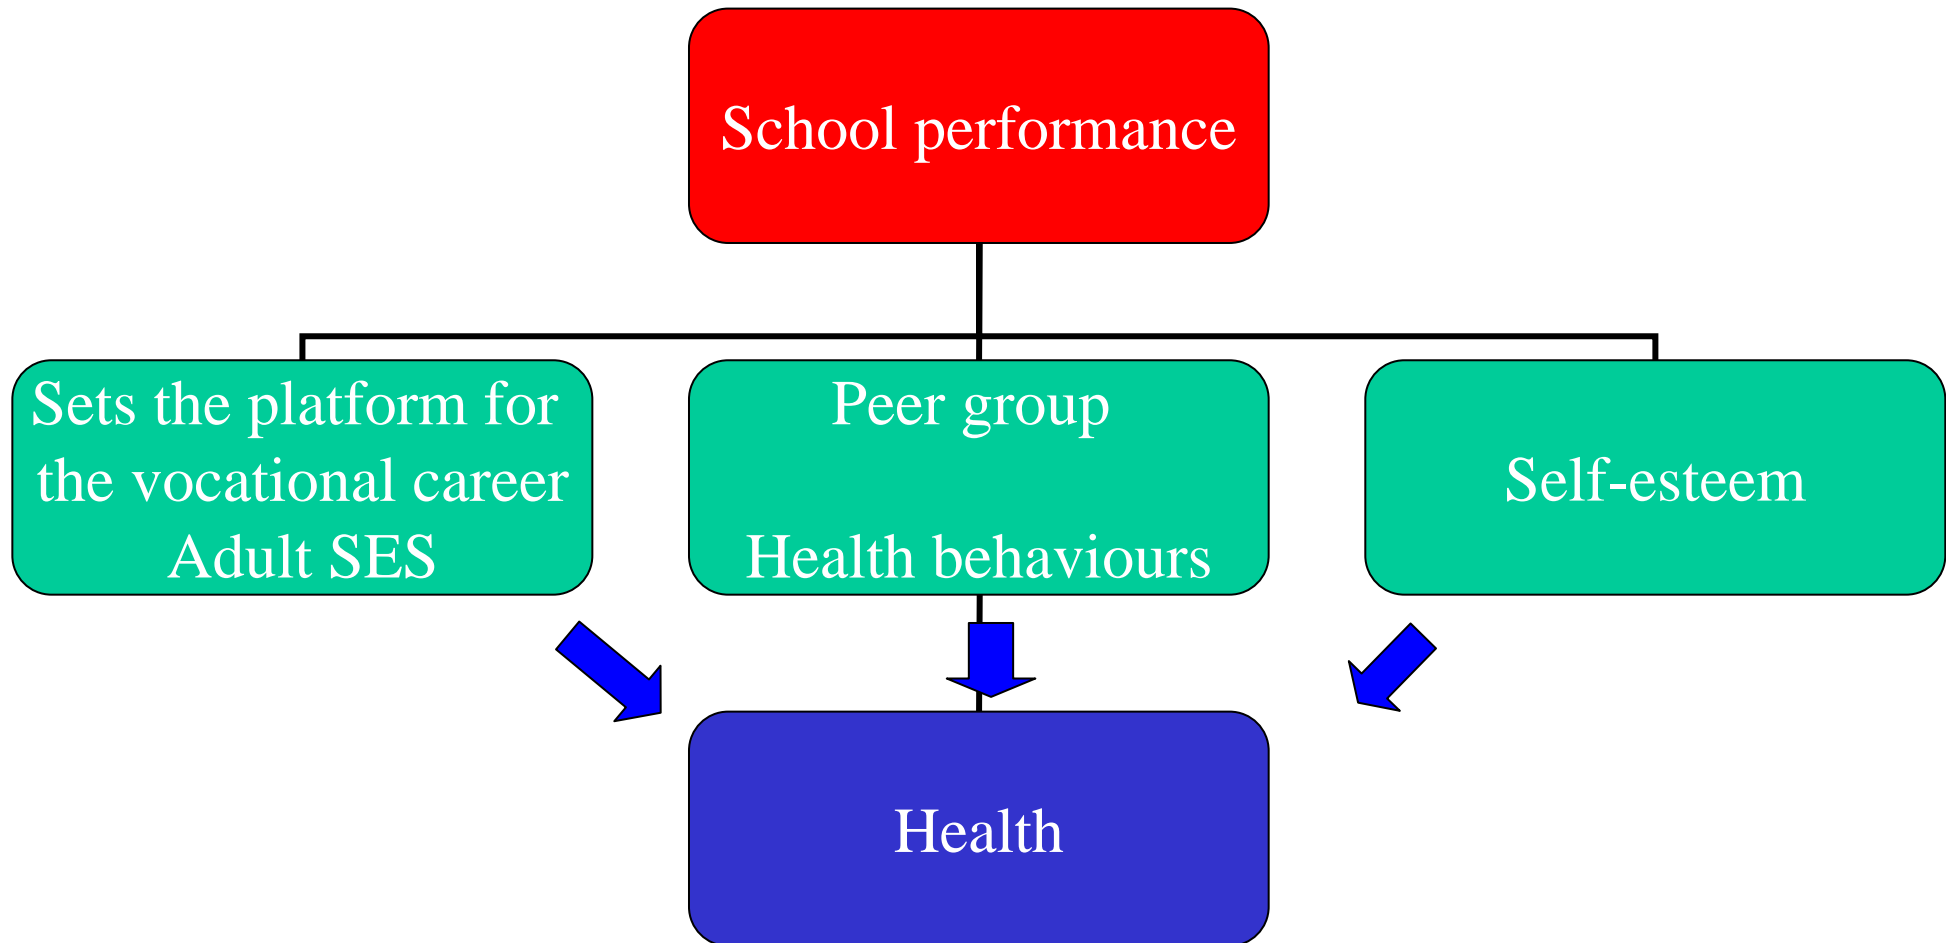 School performance
Sets the platform for
the vocational career
Adult SES
Peer group
Health behaviours
Self-esteem
Health